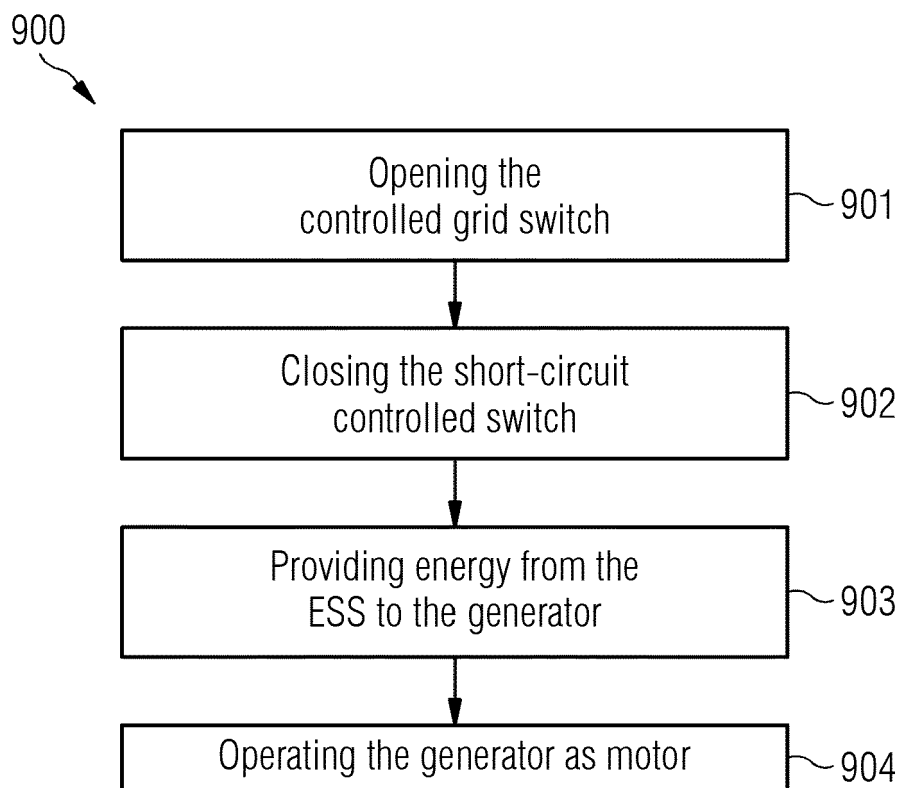 900
Opening the
controlled grid switch
901
Closing the short-circuit
controlled switch
902
Providing energy from the
ESS to the generator
903
Operating the generator as motor
904